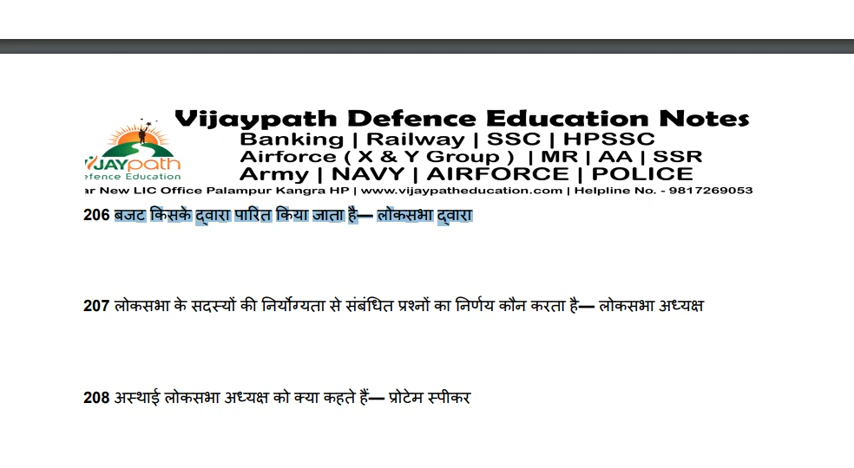 Vijaypath Defence Education Notes
Banking | Railway | SSC | HPSSC
Airforce ( X & Y Group ) | MR | AA | SSR
Army | NAVY | AIRFORCE | POLICE
VIJAYpath
efence Education
ar New LIC Office Palampur Kangra HP | www.vijaypatheducation.com | Helpline No. - 9817269053
206 बजट किसके द्वारा पारित किया जाता है— लोकसभा द्वारा
207 लोकसभा के सदस्यों की निर्योग्यता से संबंधित प्रश्नों का निर्णय कौन करता है— लोकसभा अध्यक्ष
208 अस्थाई लोकसभा अध्यक्ष को क्या कहते हैं— प्रोटेम स्पीकर